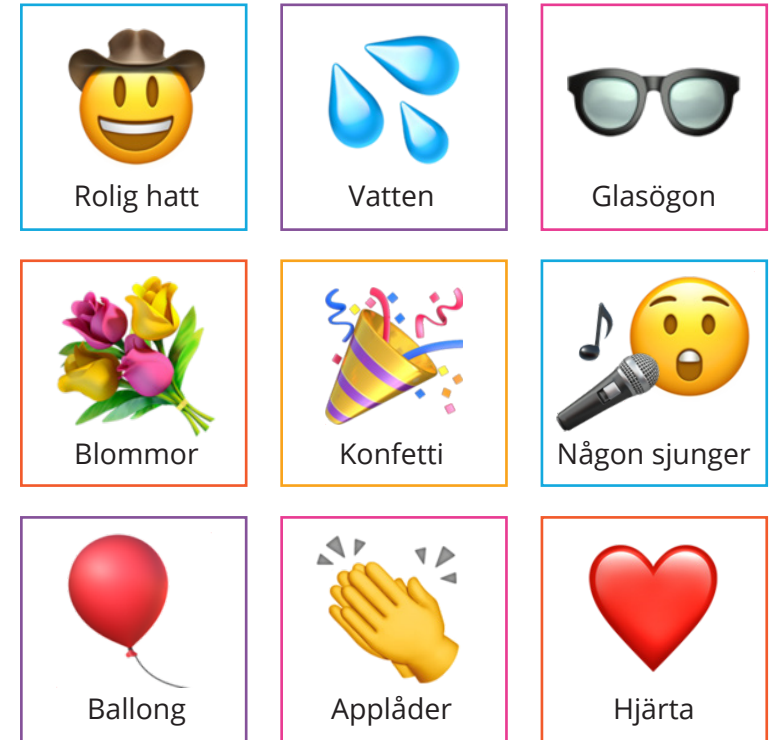 Rolig hatt
Vatten
Glasögon
Blommor
Konfetti
Någon sjunger
Ballong
Applåder
Hjärta